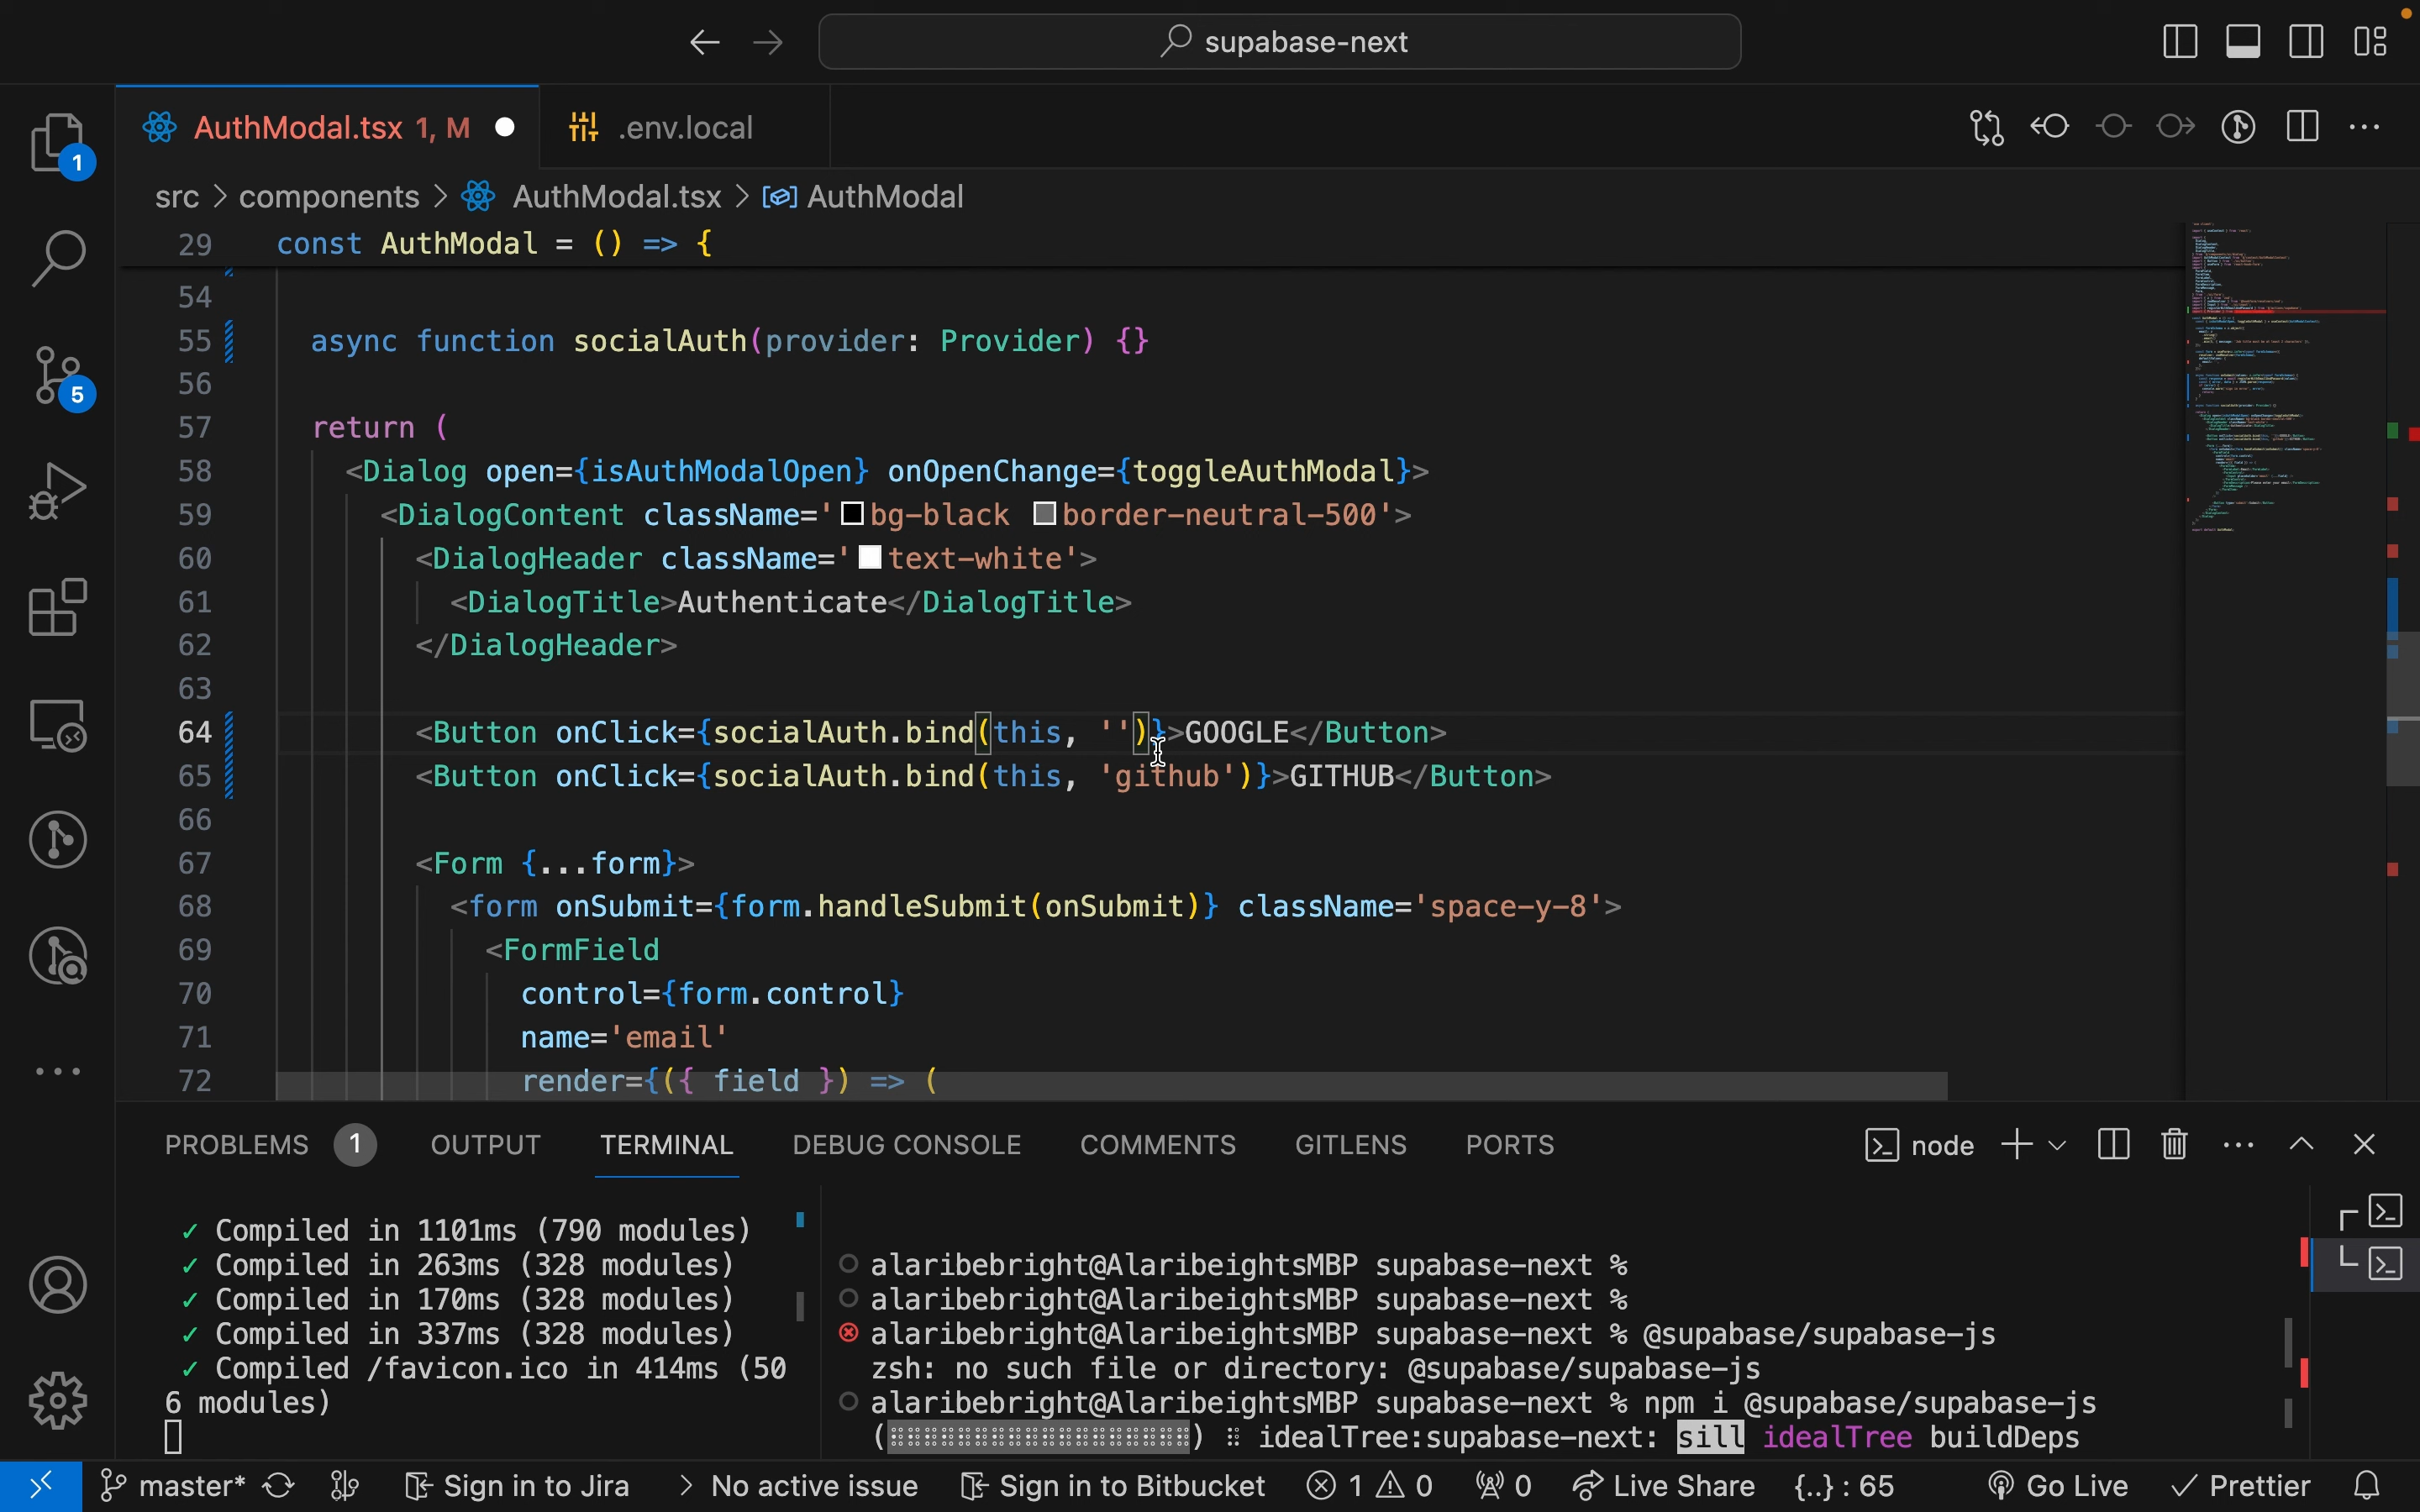 supabase-next
AuthModal.tsx 1, M
.env.local
src > components > AuthModal.tsx > AuthModal
1
5
29 const AuthModal = () => {
54
55 async function socialAuth(provider: Provider) {}
56
57 return (
58 <Dialog open={isAuthModalOpen} onOpenChange={toggleAuthModal}>
59 <DialogContent className='bg-black border-neutral-500'>
60 <DialogHeader className='text-white'>
61 <DialogTitle>Authenticate</DialogTitle>
62 </DialogHeader>
63
64 <Button onClick={socialAuth.bind(this, '')}>GOOGLE</Button>
65 <Button onClick={socialAuth.bind(this, 'github')}>GITHUB</Button>
66
67 <Form {...form}>
68 <form onSubmit={form.handleSubmit(onSubmit)} className='space-y-8'>
69 <FormField
70 control={form.control}
71 name='email'
72 render={({ field }) => (
PROBLEMS 1 OUTPUT TERMINAL DEBUG CONSOLE COMMENTS GITLENS PORTS node
✓ Compiled in 1101ms (790 modules)
✓ Compiled in 263ms (328 modules)
✓ Compiled in 170ms (328 modules)
✓ Compiled in 337ms (328 modules)
✓ Compiled /favicon.ico in 414ms (50
6 modules)
alaribebright@AlaribeightsMBP supabase-next %
alaribebright@AlaribeightsMBP supabase-next %
alaribebright@AlaribeightsMBP supabase-next % @supabase/supabase-js
zsh: no such file or directory: @supabase/supabase-js
alaribebright@AlaribeightsMBP supabase-next % npm i @supabase/supabase-js
() ⠿ idealTree:supabase-next: sill idealTree buildDeps
master* Sign in to Jira > No active issue Sign in to Bitbucket 1 0 0 Live Share {..} : 65 Go Live ✓ Prettier